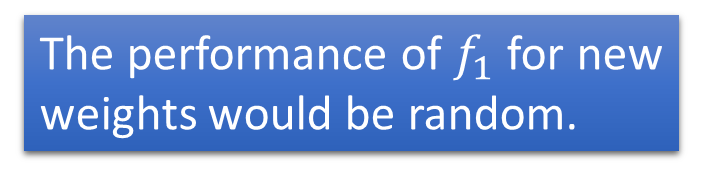 The performance of f₁ for new
weights would be random.